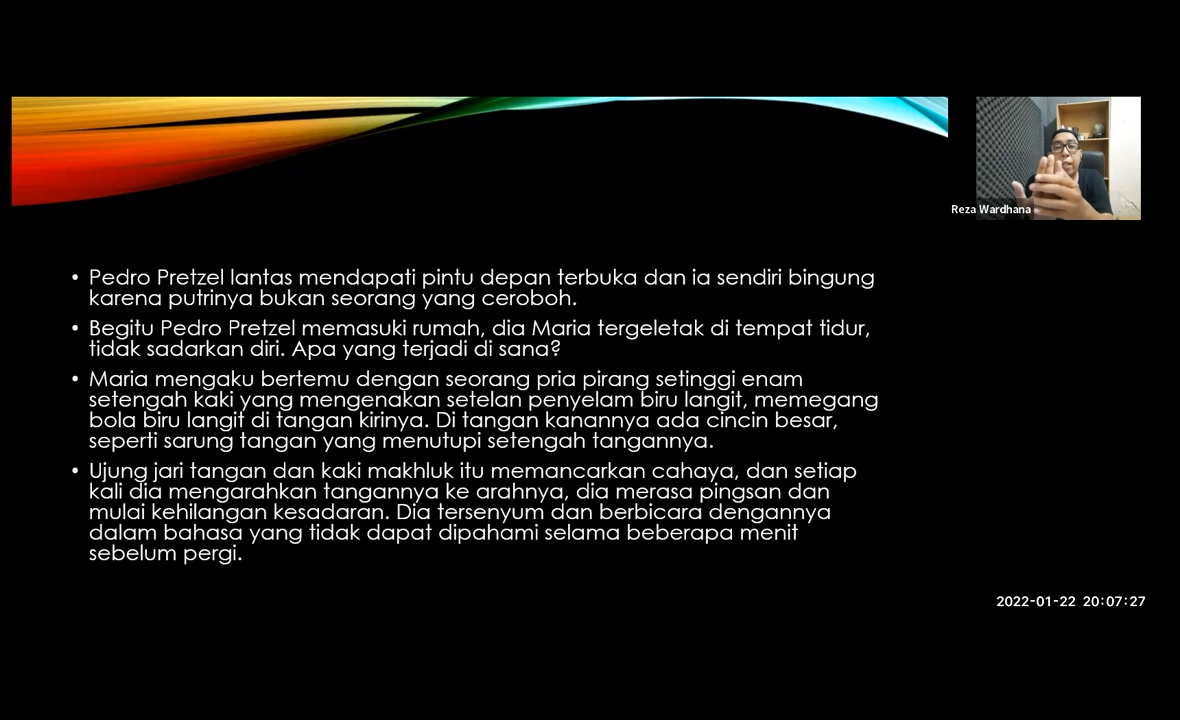 Reza Wardhana
• Pedro Pretzel lantas mendapati pintu depan terbuka dan ia sendiri bingung
karena putrinya bukan seorang yang ceroboh.
• Begitu Pedro Pretzel memasuki rumah, dia Maria tergeletak di tempat tidur,
tidak sadarkan diri. Apa yang terjadi di sana?
• Maria mengaku bertemu dengan seorang pria pirang setinggi enam
setengah kaki yang mengenakan setelan penyelam biru langit, memegang
bola biru langit di tangan kirinya. Di tangan kanannya ada cincin besar,
seperti sarung tangan yang menutupi setengah tangannya.
• Ujung jari tangan dan kaki makhluk itu memancarkan cahaya, dan setiap
kali dia mengarahkan tangannya ke arahnya, dia merasa pingsan dan
mulai kehilangan kesadaran. Dia tersenyum dan berbicara dengannya
dalam bahasa yang tidak dapat dipahami selama beberapa menit
sebelum pergi.
2022-01-22 20:07:27